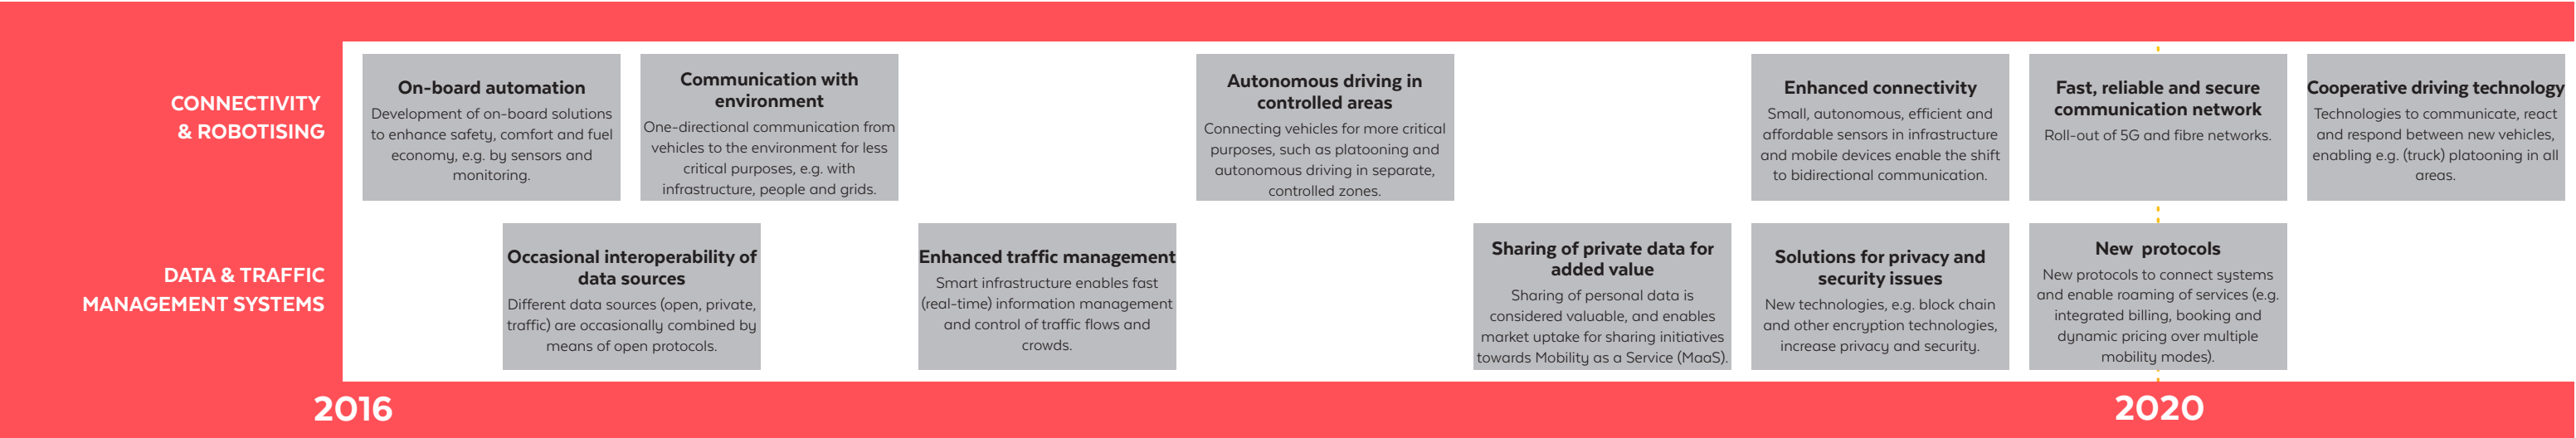 CONNECTIVITY
& ROBOTISING
On-board automation
Development of on-board solutions
to enhance safety, comfort and fuel
economy, e.g. by sensors and
monitoring.
Communication with
environment
One-directional communication from
vehicles to the environment for less
critical purposes, e.g. with
infrastructure, people and grids.
Autonomous driving in
controlled areas
Connecting vehicles for more critical
purposes, such as platooning and
autonomous driving in separate,
controlled zones.
Enhanced connectivity
Small, autonomous, efficient and
affordable sensors in infrastructure
and mobile devices enable the shift
to bidirectional communication.
Fast, reliable and secure
communication network
Roll-out of 5G and fibre networks.
Cooperative driving technology
Technologies to communicate, react
and respond between new vehicles,
enabling e.g. (truck) platooning in all
areas.
DATA & TRAFFIC
MANAGEMENT SYSTEMS
Occasional interoperability of
data sources
Different data sources (open, private,
traffic) are occasionally combined by
means of open protocols.
Enhanced traffic management
Smart infrastructure enables fast
(real-time) information management
and control of traffic flows and
crowds.
Sharing of private data for
added value
Sharing of personal data is
considered valuable, and enables
market uptake for sharing initiatives
towards Mobility as a Service (MaaS).
Solutions for privacy and
security issues
New technologies, e.g. block chain
and other encryption technologies,
increase privacy and security.
New protocols
New protocols to connect systems
and enable roaming of services (e.g.
integrated billing, booking and
dynamic pricing over multiple
mobility modes).
2016
2020